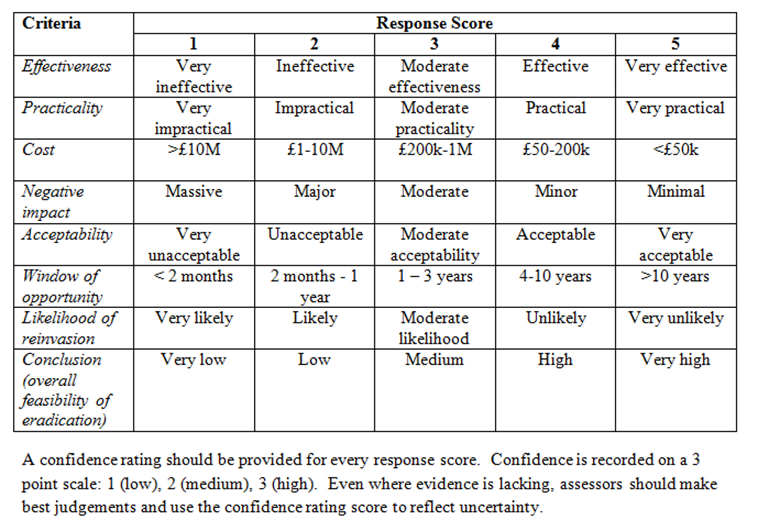 Criteria Response Score
1 2 3 4 5
Effectiveness Very Ineffective Moderate Effective Very effective
ineffective effectiveness
Practicality Very Impractical Moderate Practical Very practical
impractical practicality
Cost >£10M £1-10M £200k-1M £50-200k <£50k
Negative Massive Major Moderate Minor Minimal
impact
Acceptability Very Unacceptable Moderate Acceptable Very
unacceptable acceptability acceptable
Window of < 2 months 2 months - 1 1 – 3 years 4-10 years >10 years
opportunity year
Likelihood of Very likely Likely Moderate Unlikely Very unlikely
reinvasion likelihood
Conclusion Very low Low Medium High Very high
(overall
feasibility of
eradication)
A confidence rating should be provided for every response score.  Confidence is recorded on a 3
point scale: 1 (low), 2 (medium), 3 (high).  Even where evidence is lacking, assessors should make
best judgements and use the confidence rating score to reflect uncertainty.